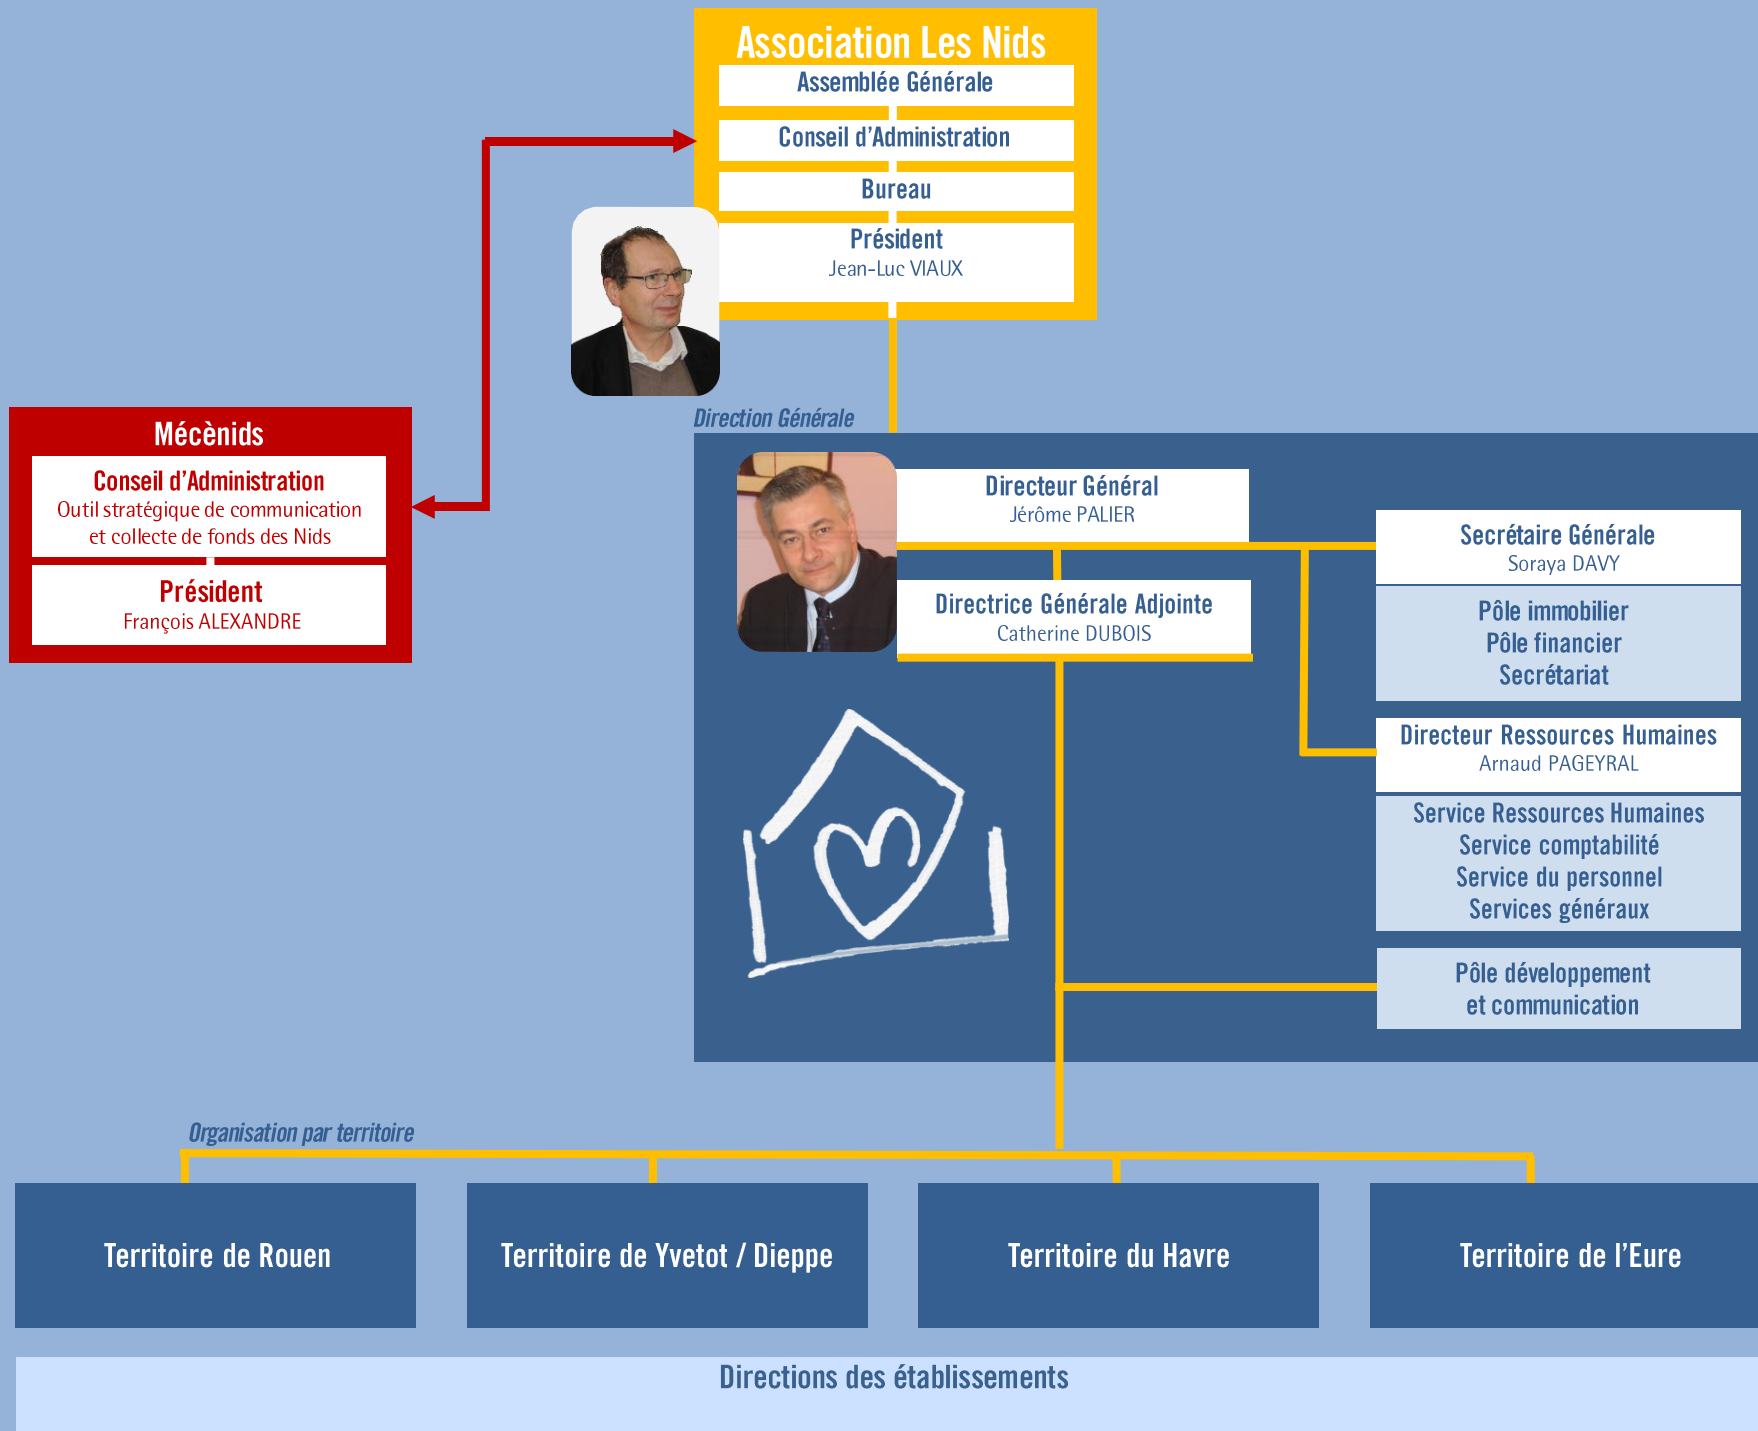 Association Les Nids
Assemblée Générale
Conseil d'Administration
Bureau
Président
Jean-Luc VIAUX
Mécènids
Conseil d'Administration
Outil stratégique de communication
et collecte de fonds des Nids
Président
François ALEXANDRE
Direction Générale
Directeur Général
Jérôme PALIER
Directrice Générale Adjointe
Catherine DUBOIS
Secrétaire Générale
Soraya DAVY
Pôle immobilier
Pôle financier
Secrétariat
Directeur Ressources Humaines
Arnaud PAGEYRAL
Service Ressources Humaines
Service comptabilité
Service du personnel
Services généraux
Pôle développement
et communication
Organisation par territoire
Territoire de Rouen
Territoire de Yvetot / Dieppe
Territoire du Havre
Territoire de l'Eure
Directions des établissements